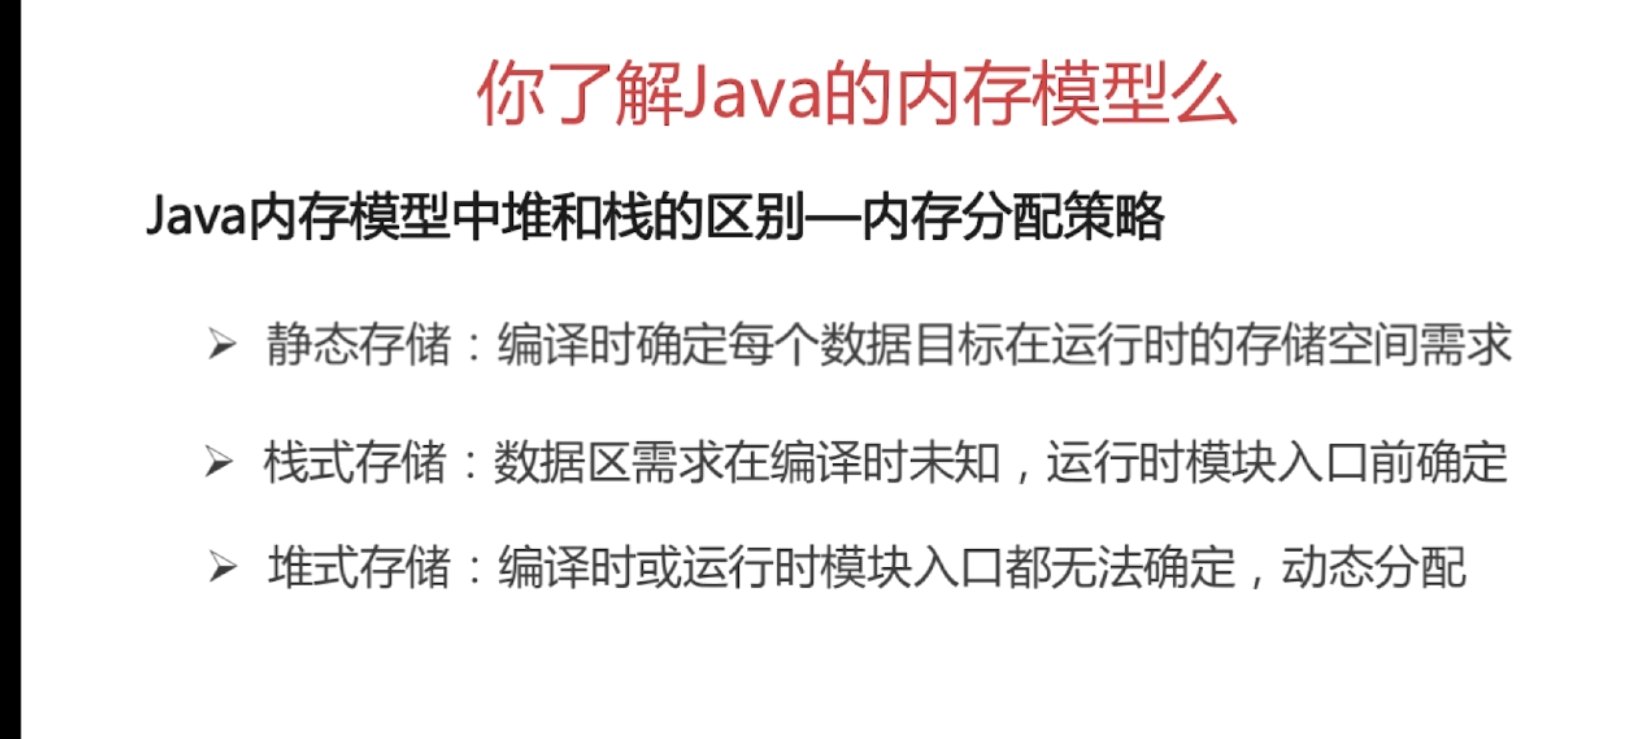 你了解Java的内存模型么
Java内存模型中堆和栈的区别—内存分配策略
➢ 静态存储：编译时确定每个数据目标在运行时的存储空间需求
➢ 栈式存储：数据区需求在编译时未知，运行时模块入口前确定
➢ 堆式存储：编译时或运行时模块入口都无法确定，动态分配